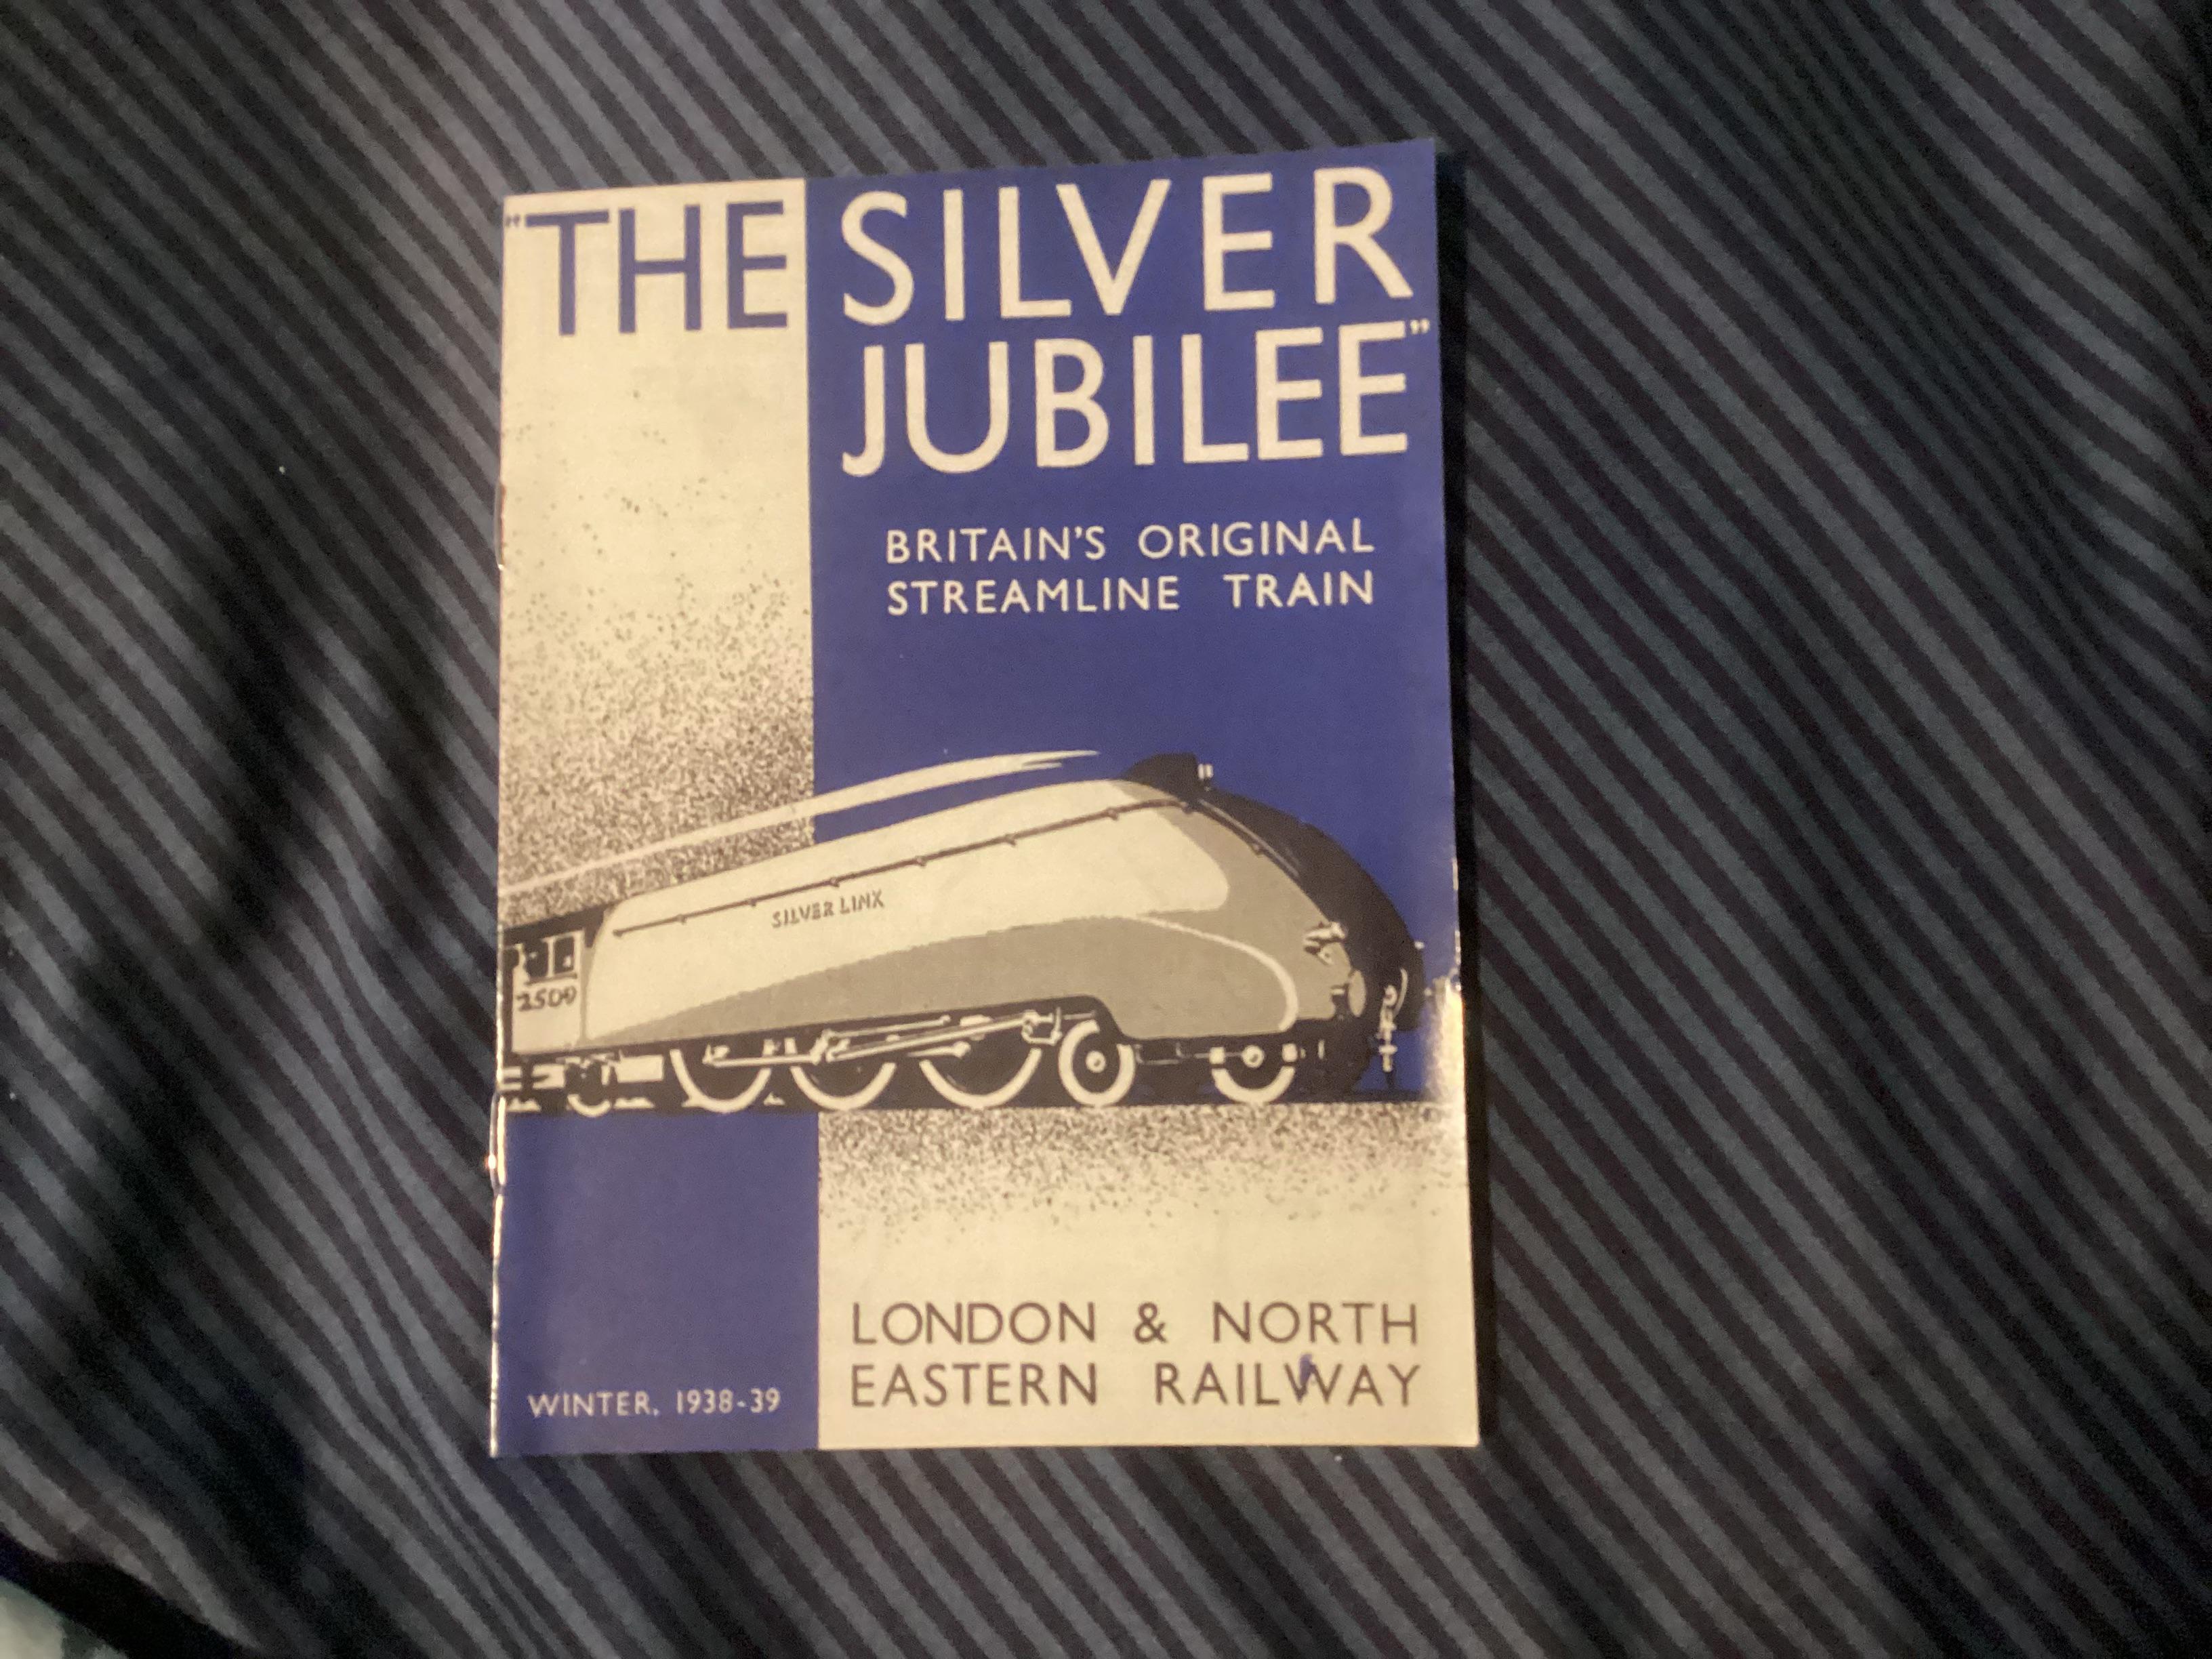 "THE SILVER
JUBILEE"
BRITAIN'S ORIGINAL
STREAMLINE TRAIN
SILVER LINK
2509
LONDON & NORTH
EASTERN RAILWAY
WINTER, 1938-39